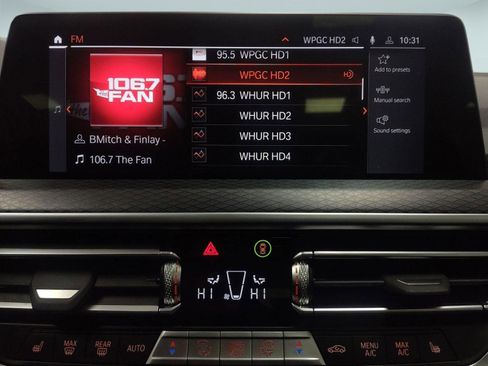 FM
WPGC HD2
10:31
106.7
the
FAN
BMitch & Finlay -
106.7 The Fan
95.5 WPGC HD1
WPGC HD2
96.3 WHUR HD1
WHUR HD2
WHUR HD3
WHUR HD4
Add to presets
Manual search
Sound settings
HI HI
MAX
REAR
AUTO
MENU
A/C
MAX
A/C